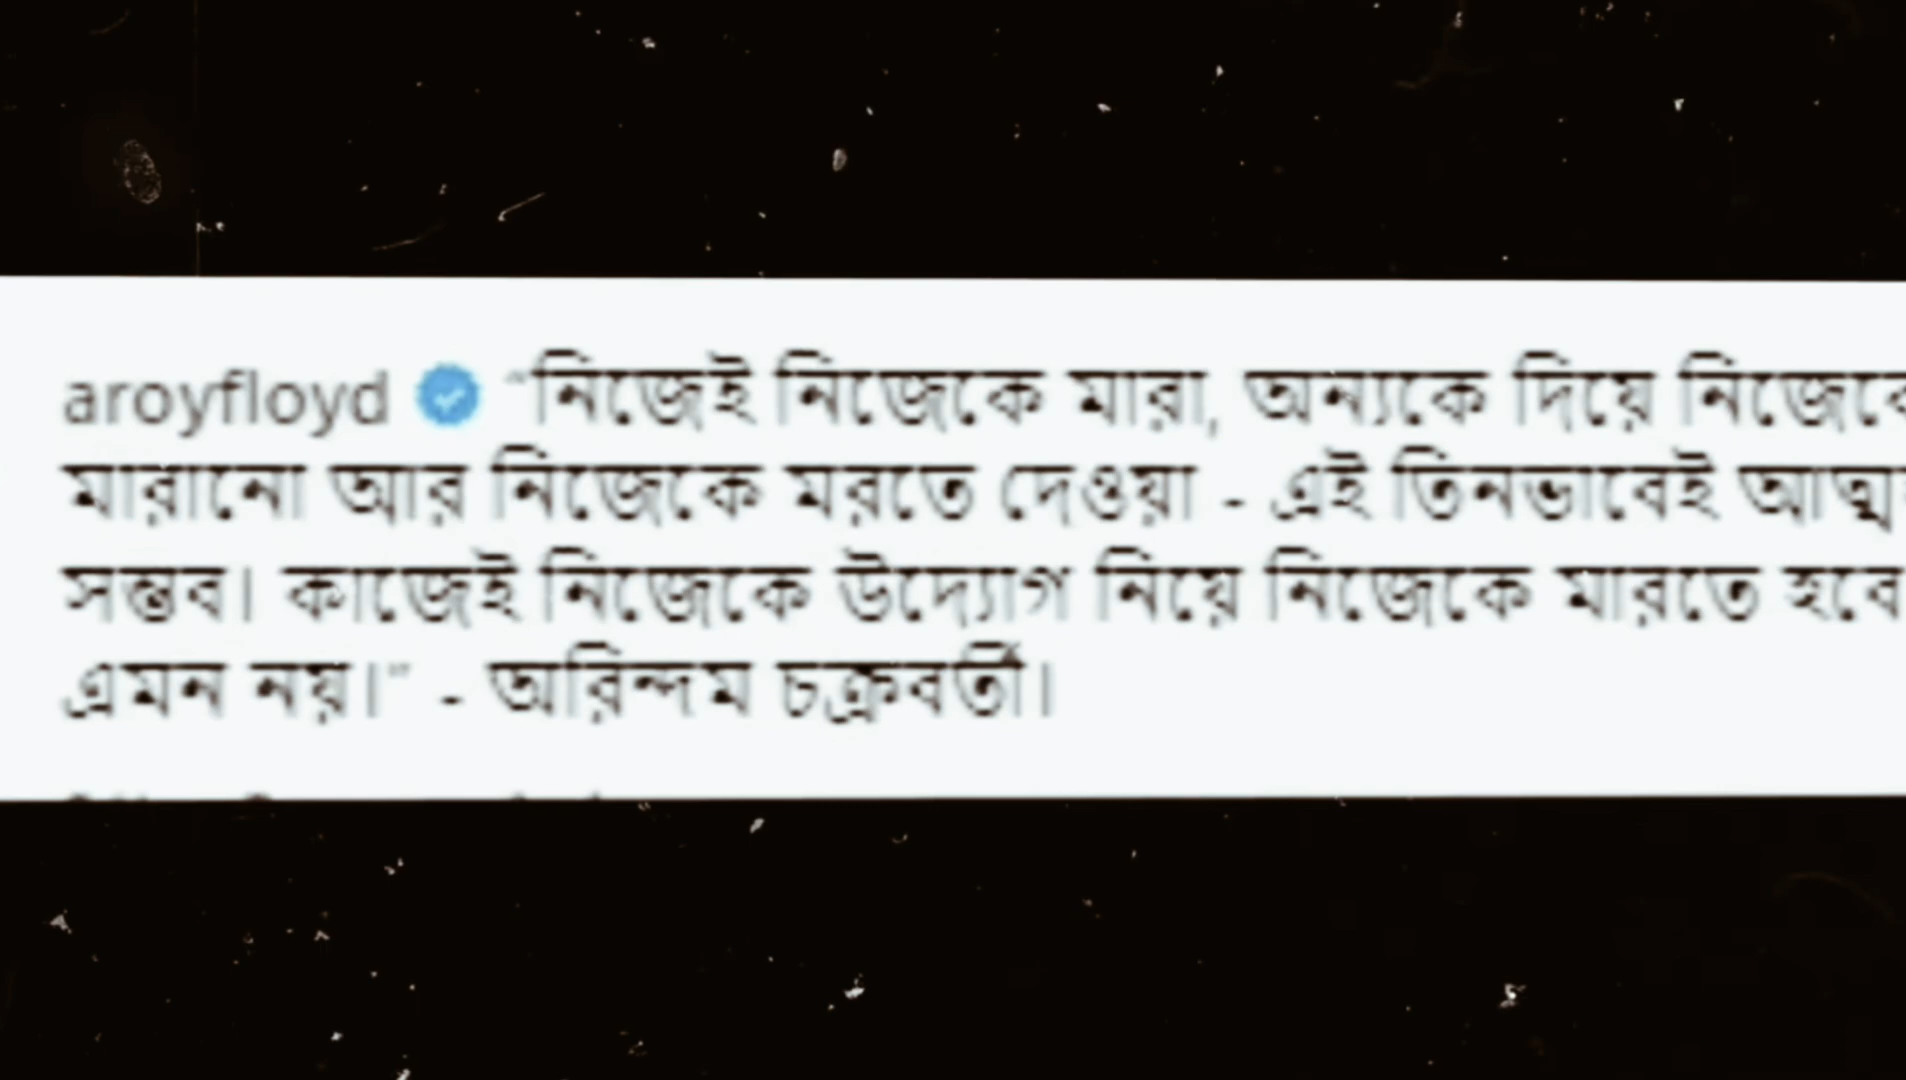 aroyfloyd "নিজেই নিজেকে মারা, অন্যকে দিয়ে নিজেকে
মারানো আর নিজেকে মরতে দেওয়া - এই তিনভাবেই
সম্ভব। কাজেই নিজেকে উদ্যোগ নিয়ে নিজেকে মারতে হবে
এমন নয়।" - অরিন্দম চক্রবর্তী।